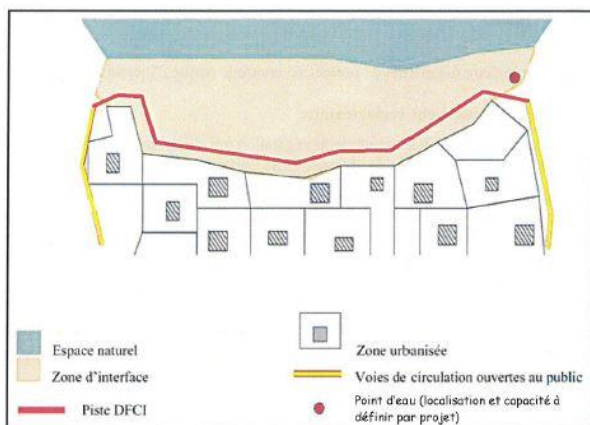 Espace naturel
Zone d'interface
Piste DFCI
Zone urbanisée
Voies de circulation ouvertes au public
Point d'eau (localisation et capacité à
définir par projet)